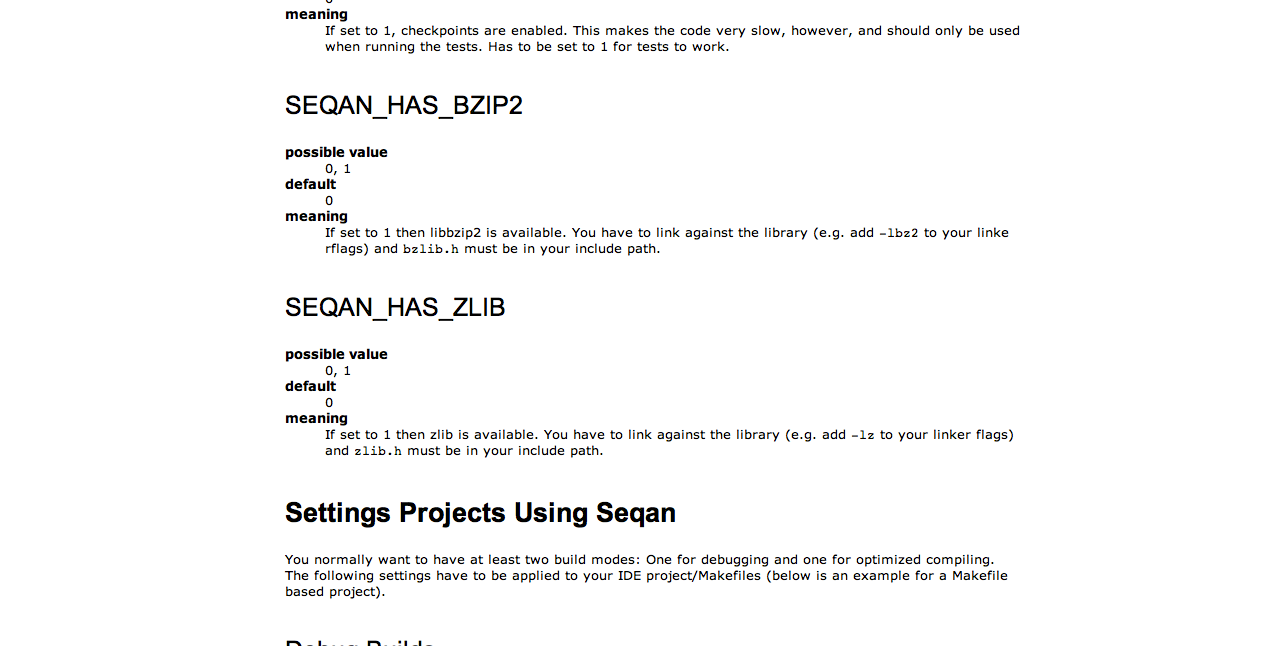 meaning
If set to 1, checkpoints are enabled. This makes the code very slow, however, and should only be used
when running the tests. Has to be set to 1 for tests to work.
SEQAN_HAS_BZIP2
possible value
0, 1
default
0
meaning
If set to 1 then libbzip2 is available. You have to link against the library (e.g. add -lbz2 to your linke
rflags) and bzlib.h must be in your include path.
SEQAN_HAS_ZLIB
possible value
0, 1
default
0
meaning
If set to 1 then zlib is available. You have to link against the library (e.g. add -lz to your linker flags)
and zlib.h must be in your include path.
Settings Projects Using Seqan
You normally want to have at least two build modes: One for debugging and one for optimized compiling.
The following settings have to be applied to your IDE project/Makefiles (below is an example for a Makefile
based project).
Debug Builds